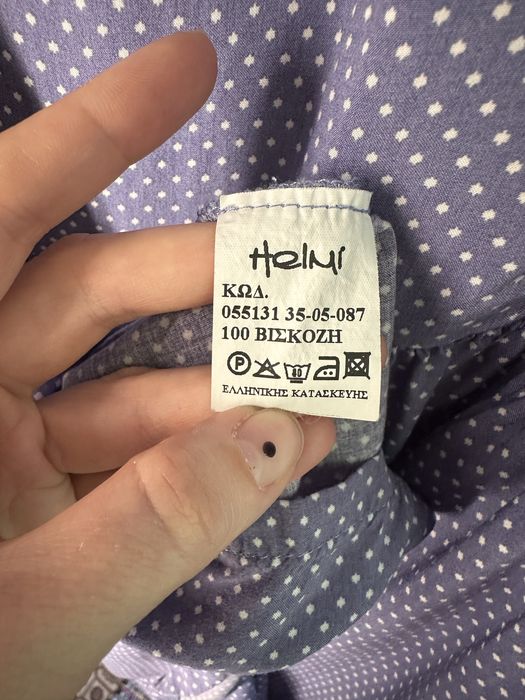 Helmi
ΚΩΔ.
055131 35-05-087
100 ΒΙΣΚΟΖΗ
P
ΕΛΛΗΝΙΚΗΣ ΚΑΤΑΣΚΕΥΗΣ